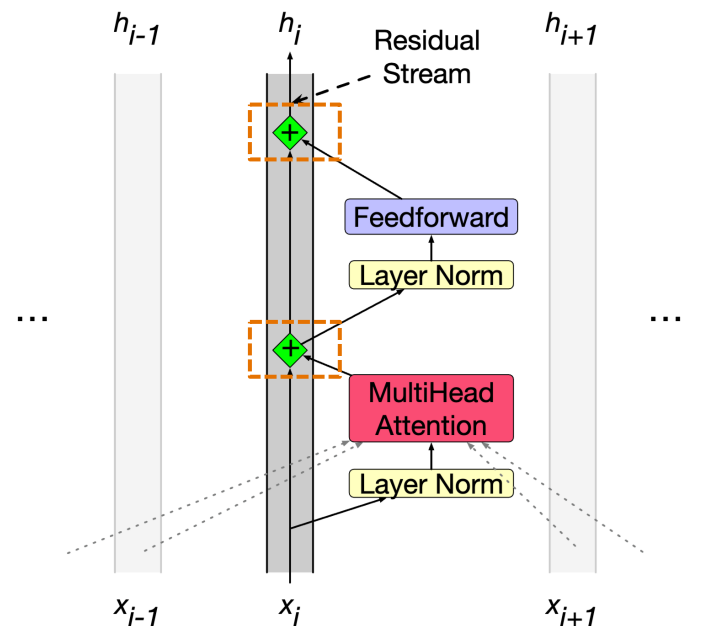 h_{i-1} h_i h_{i+1}
Residual
Stream
+
Feedforward
Layer Norm
... ...
+
MultiHead
Attention
Layer Norm
x_{i-1} x_i x_{i+1}